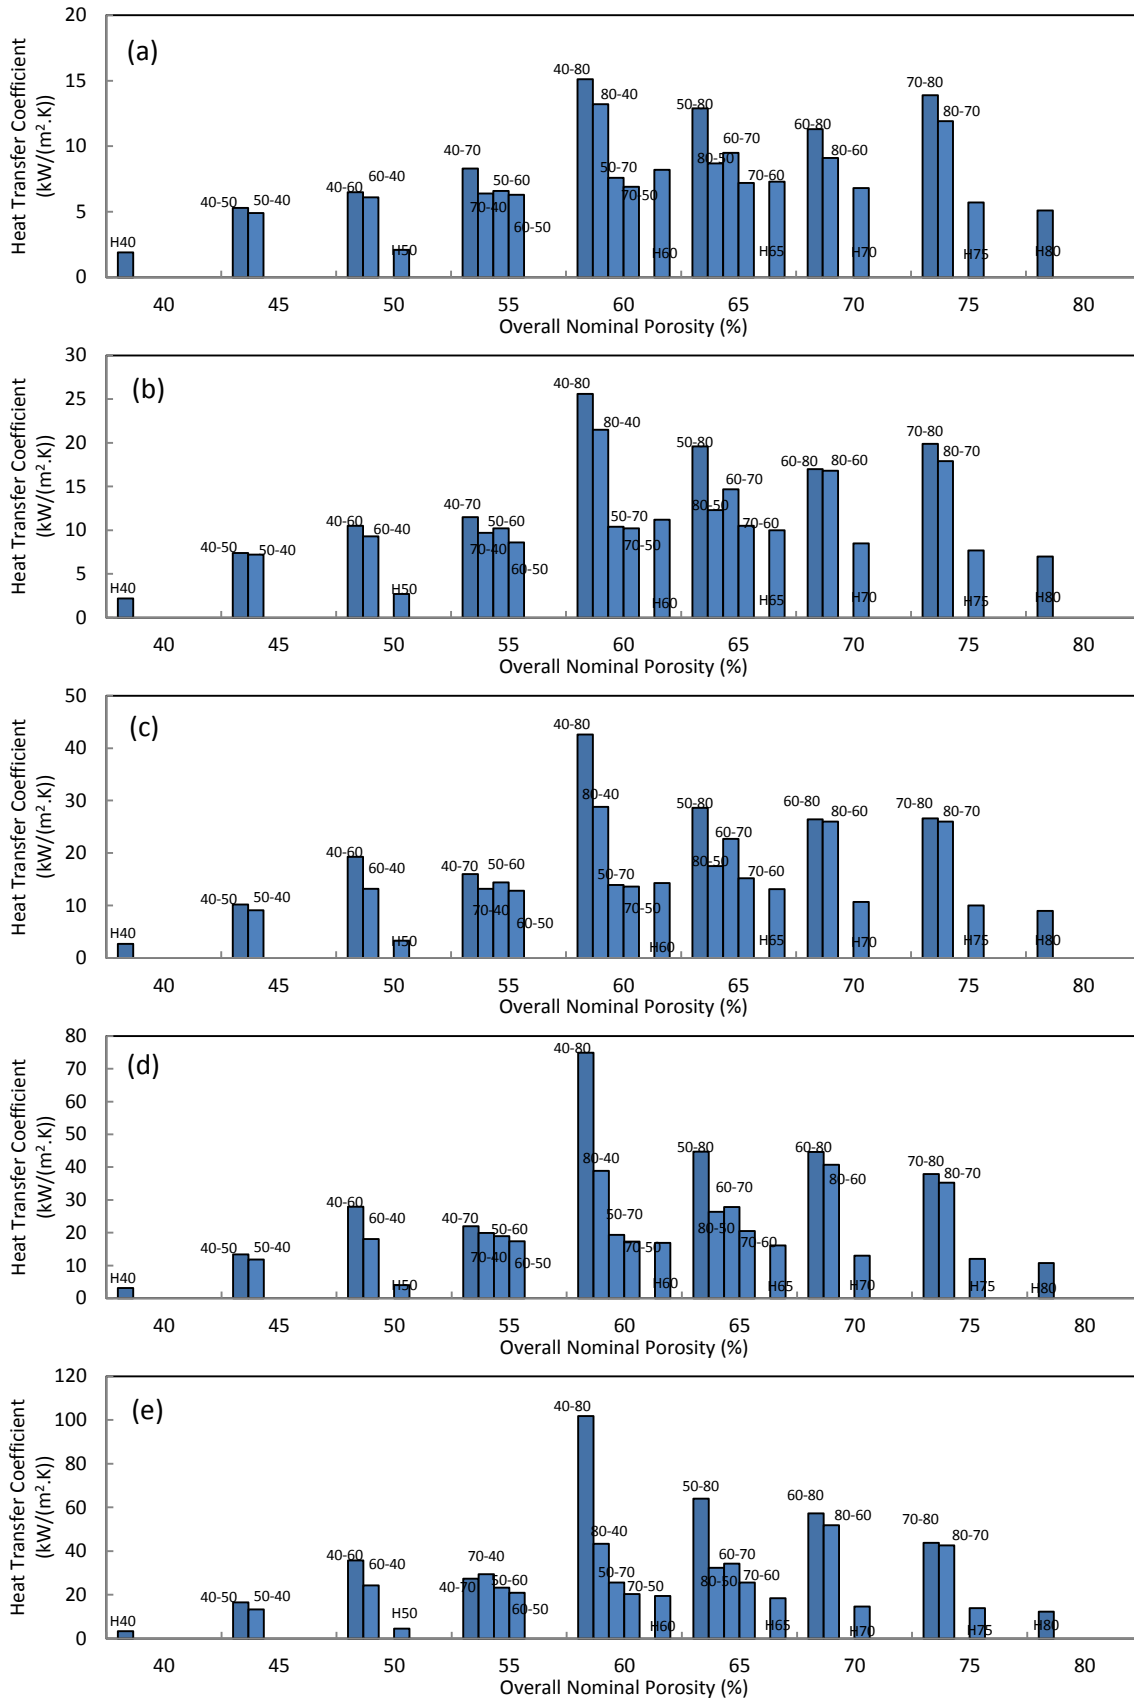 Heat Transfer Coefficient
(kW/(m².K))
20
15
10
5
0
(a)
H40
40-50
50-40
40-60
60-40
H50
40-70
70-40
50-60
60-50
40-80
80-40
50-70
70-50
H60
50-80
80-50
60-70
70-60
H65
60-80
80-60
H70
70-80
80-70
H75
H80
40 45 50 55 60 65 70 75 80
Overall Nominal Porosity (%)
Heat Transfer Coefficient
(kW/(m².K))
30
25
20
15
10
5
0
(b)
H40
40-50
50-40
40-60
60-40
H50
40-70
70-40
50-60
60-50
40-80
80-40
50-70
70-50
H60
50-80
80-50
60-70
70-60
H65
60-80
80-60
H70
70-80
80-70
H75
H80
40 45 50 55 60 65 70 75 80
Overall Nominal Porosity (%)
Heat Transfer Coefficient
(kW/(m².K))
50
40
30
20
10
0
(c)
H40
40-50
50-40
40-60
60-40
H50
40-70
70-40
50-60
60-50
40-80
80-40
50-70
70-50
H60
50-80
80-50
60-70
70-60
H65
60-80
80-60
H70
70-80
80-70
H75
H80
40 45 50 55 60 65 70 75 80
Overall Nominal Porosity (%)
Heat Transfer Coefficient
(kW/(m².K))
80
70
60
50
40
30
20
10
0
(d)
H40
40-50
50-40
40-60
60-40
H50
40-70
70-40
50-60
60-50
40-80
80-40
50-70
70-50
H60
50-80
80-50
60-70
70-60
H65
60-80
80-60
H70
70-80
80-70
H75
H80
40 45 50 55 60 65 70 75 80
Overall Nominal Porosity (%)
Heat Transfer Coefficient
(kW/(m².K))
120
100
80
60
40
20
0
(e)
H40
40-50
50-40
40-60
60-40
H50
40-70
70-40
50-60
60-50
40-80
80-40
50-70
70-50
H60
50-80
80-50
60-70
70-60
H65
60-80
80-60
H70
70-80
80-70
H75
H80
40 45 50 55 60 65 70 75 80
Overall Nominal Porosity (%)